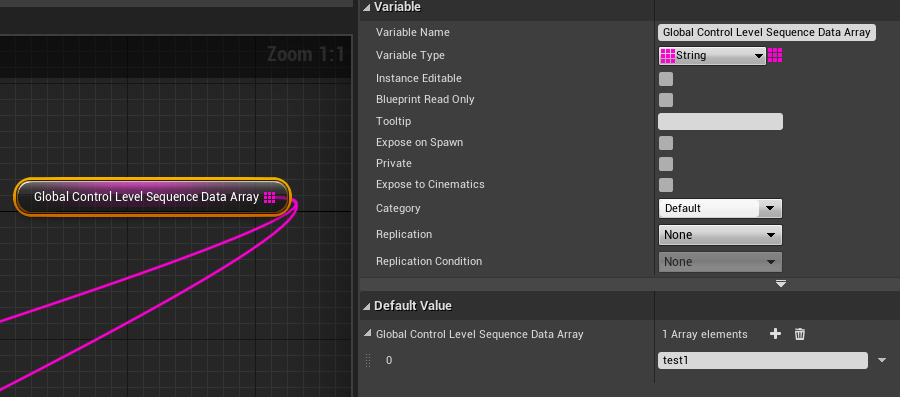 Zoom 1:1
Global Control Level Sequence Data Array
Variable
Variable Name Global Control Level Sequence Data Array
Variable Type String
Instance Editable
Blueprint Read Only
Tooltip
Expose on Spawn
Private
Expose to Cinematics
Category Default
Replication None
Replication Condition None
Default Value
Global Control Level Sequence Data Array 1 Array elements
0 test1